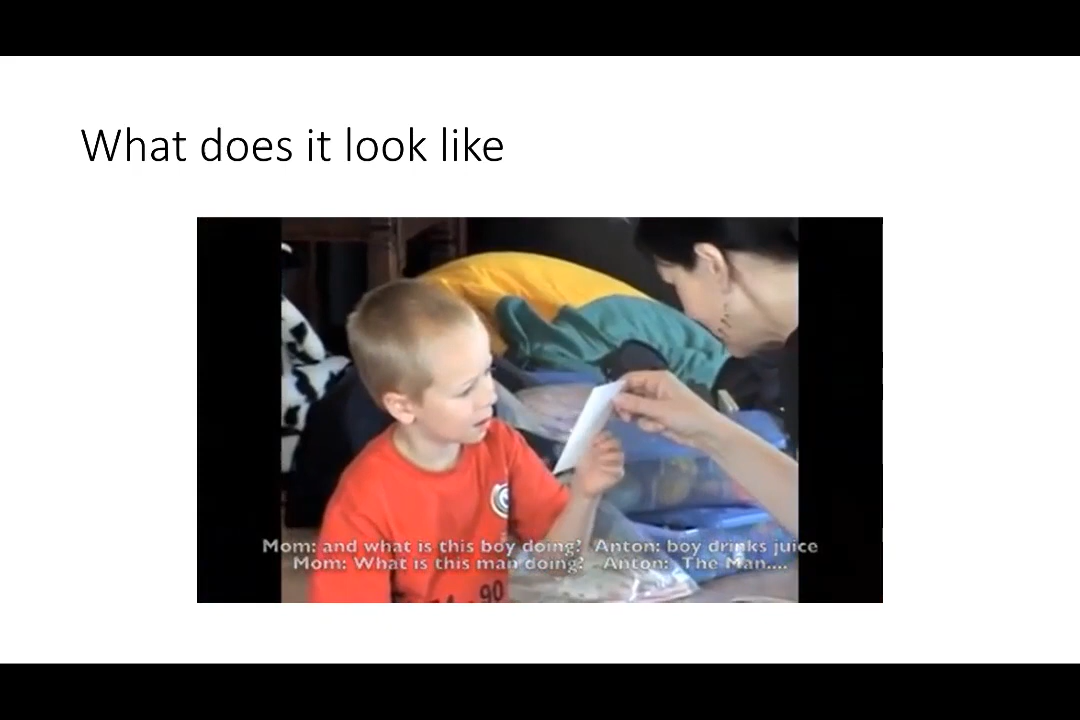 What does it look like
Mom: and what is this boy doing? Anton: boy drinks juice
Mom: What is this man doing? Anton: The Man....
90